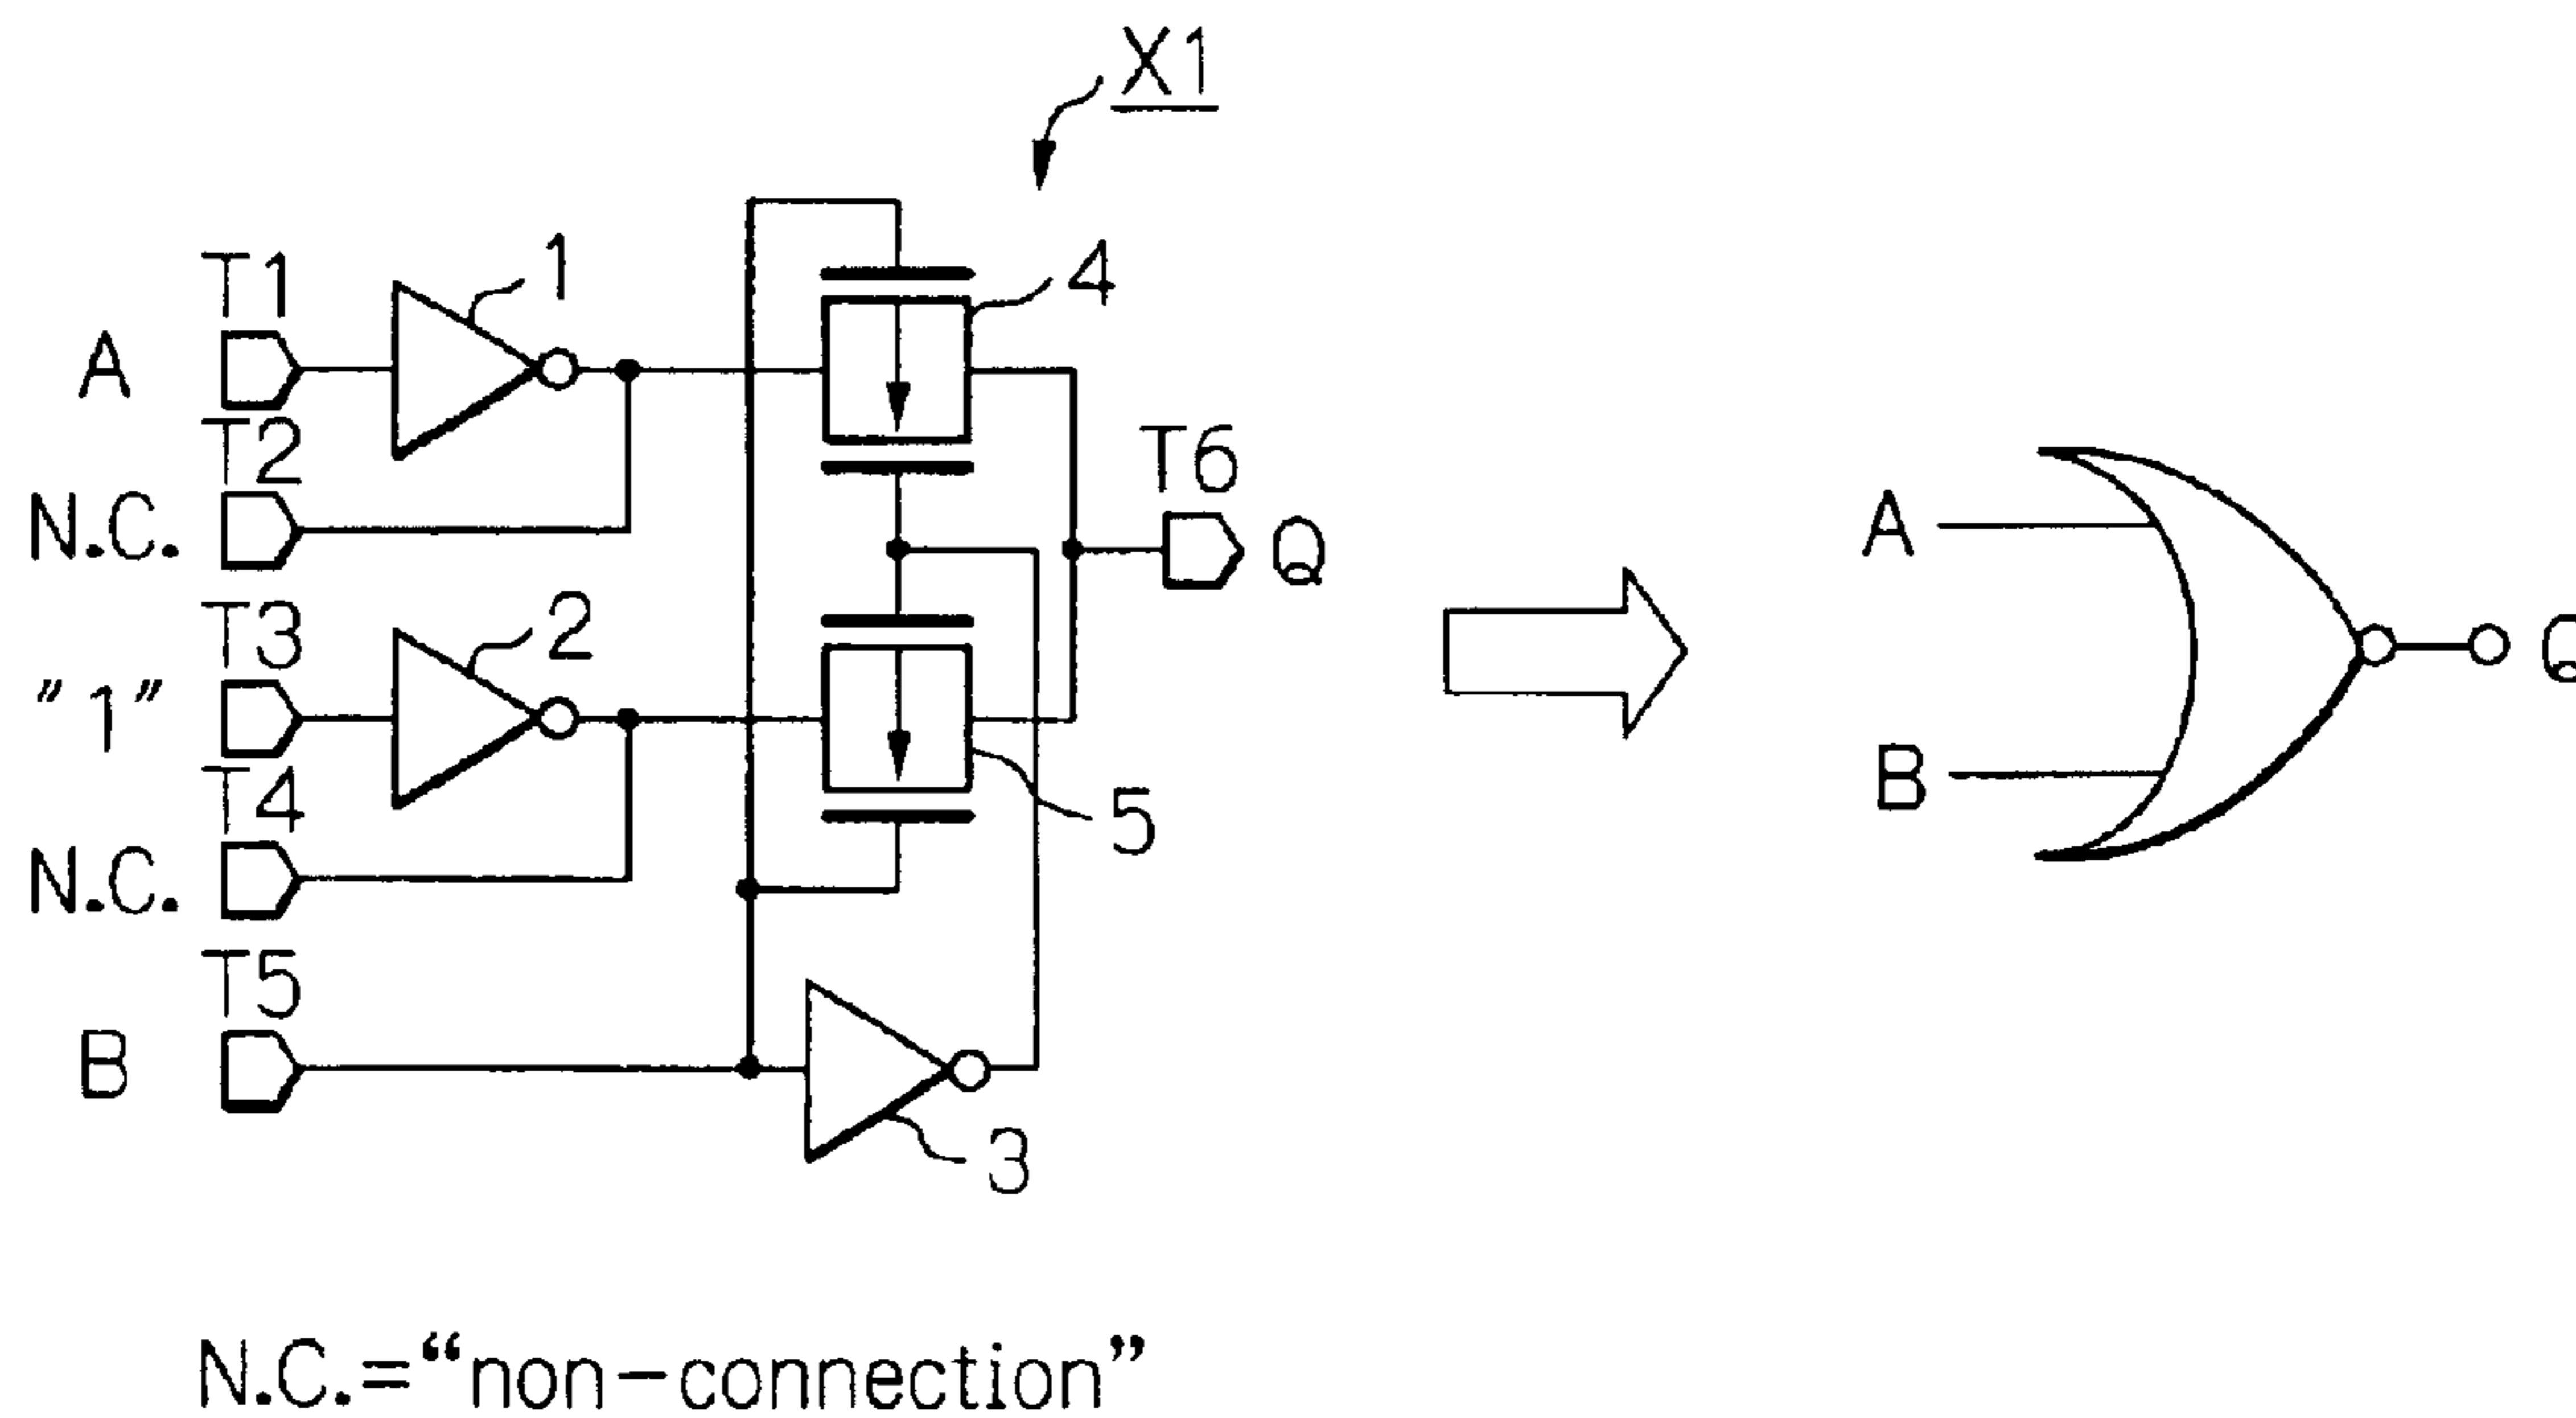 X1
T1
1
4
A
T2
T6
N.C.
Q
A
T3
2
"1"
Q
T4
5
B
N.C.
T5
B
3
N.C.=“non-connection”